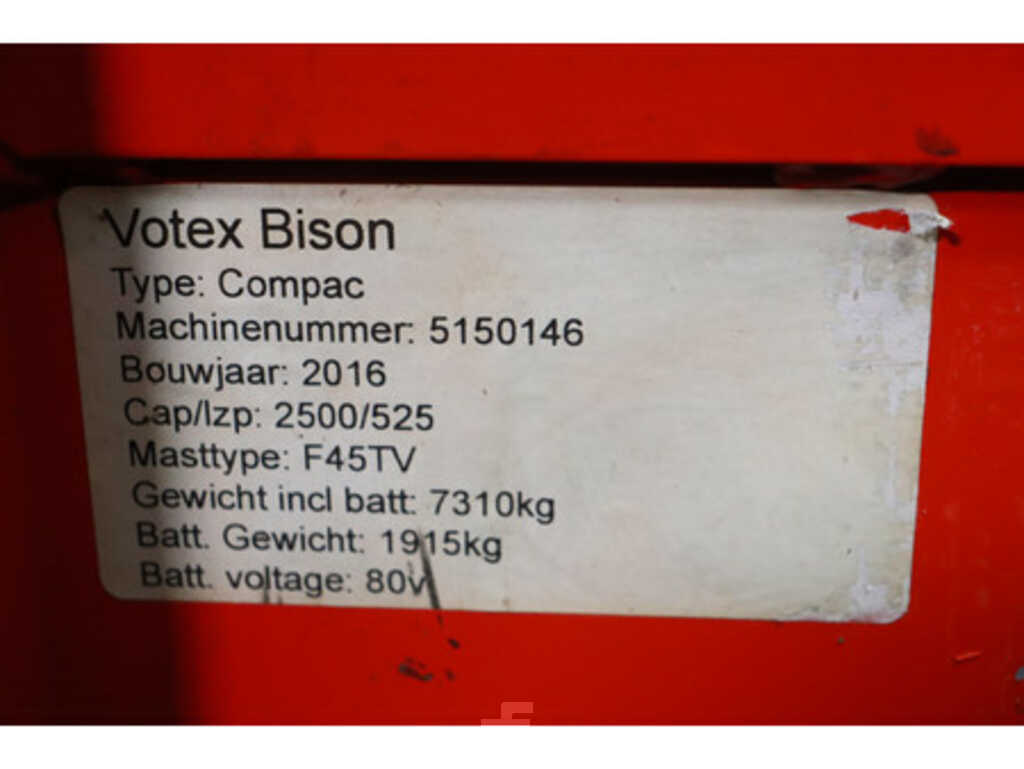 Votex Bison
Type: Compac
Machinenummer: 5150146
Bouwjaar: 2016
Cap/lzp: 2500/525
Masttype: F45TV
Gewicht incl batt: 7310kg
Batt. Gewicht: 1915kg
Batt. voltage: 80v